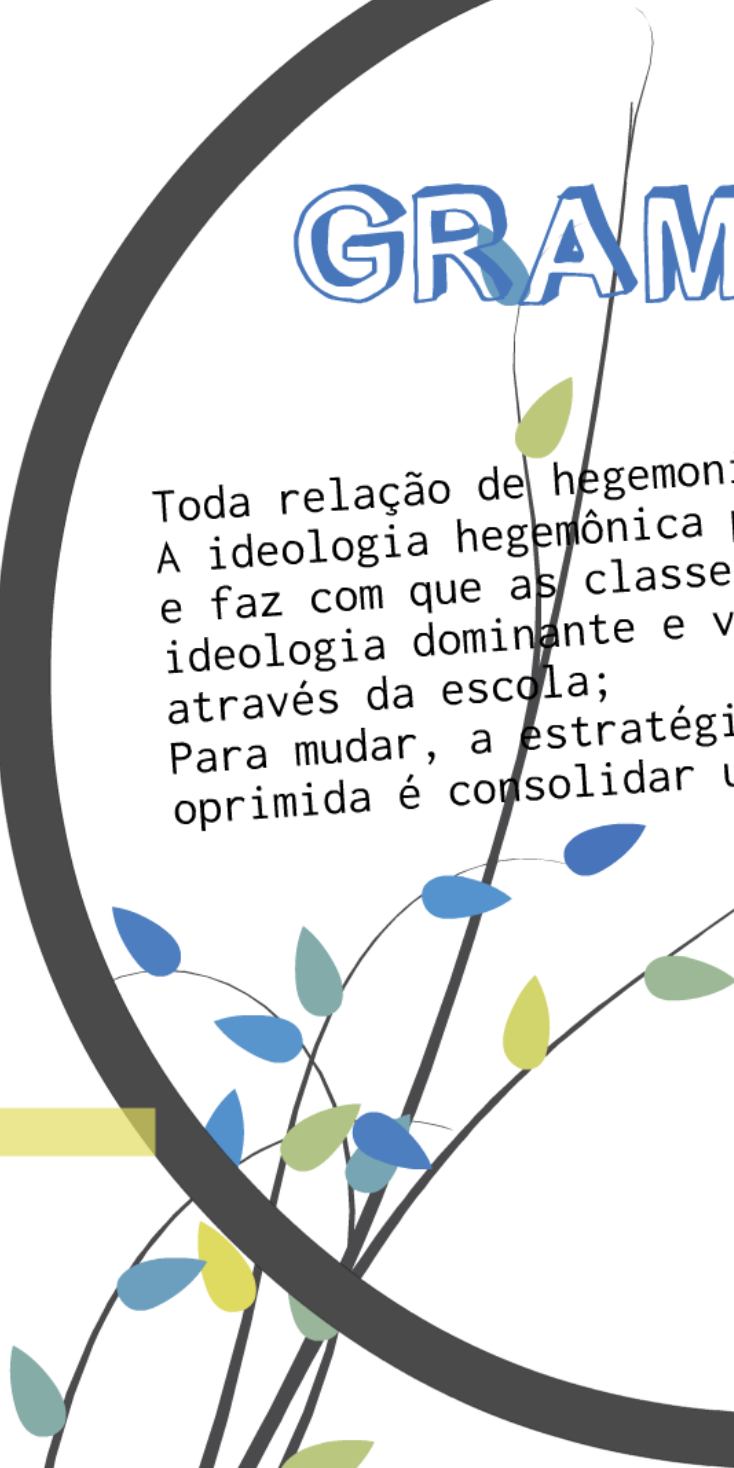 GRAM
Toda relação de hegemoni
A ideologia hegemônica
e faz com que as classe
ideologia dominante e v
através da escola;
Para mudar, a estratégi
oprimida é consolidar u